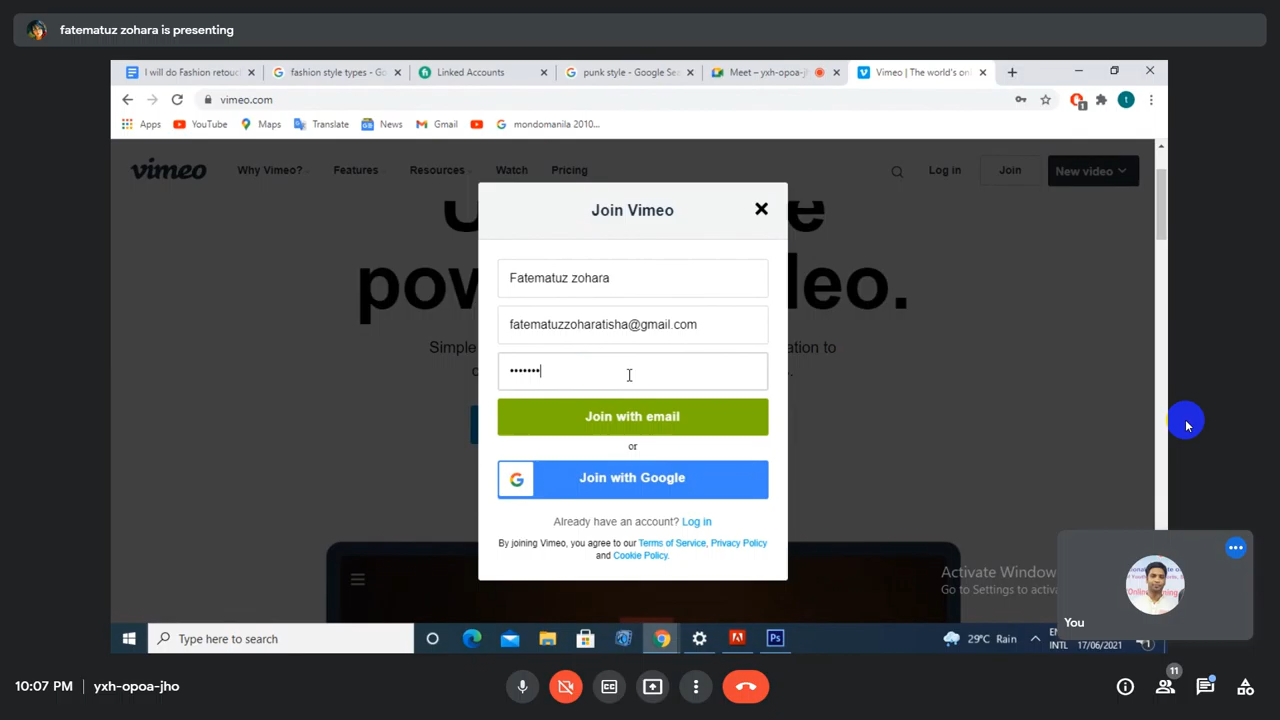 fatematuz zohara is presenting
I will do Fashion retouc
fashion style types - Go
Linked Accounts
punk style - Google Sea
Meet – yxh-opoa-jh
Vimeo | The world's onl
vimeo.com
1
t
Apps
YouTube
Maps
Translate
News
Gmail
mondomanila 2010...
vimeo
Why Vimeo?
Features
Resources
Watch
Pricing
Log in
Join
New video
Join Vimeo
pow
deo.
Simple
ation to
Fatematuz zohara
fatematuzzoharatisha@gmail.com
•••••••
Join with email
or
G
Join with Google
Already have an account? Log in
By joining Vimeo, you agree to our Terms of Service, Privacy Policy
and Cookie Policy.
Activate Window
Go to Settings to activa
You
Type here to search
Ps
29°C Rain
INTL
17/06/2021
1
10:07 PM
yxh-opoa-jho
11